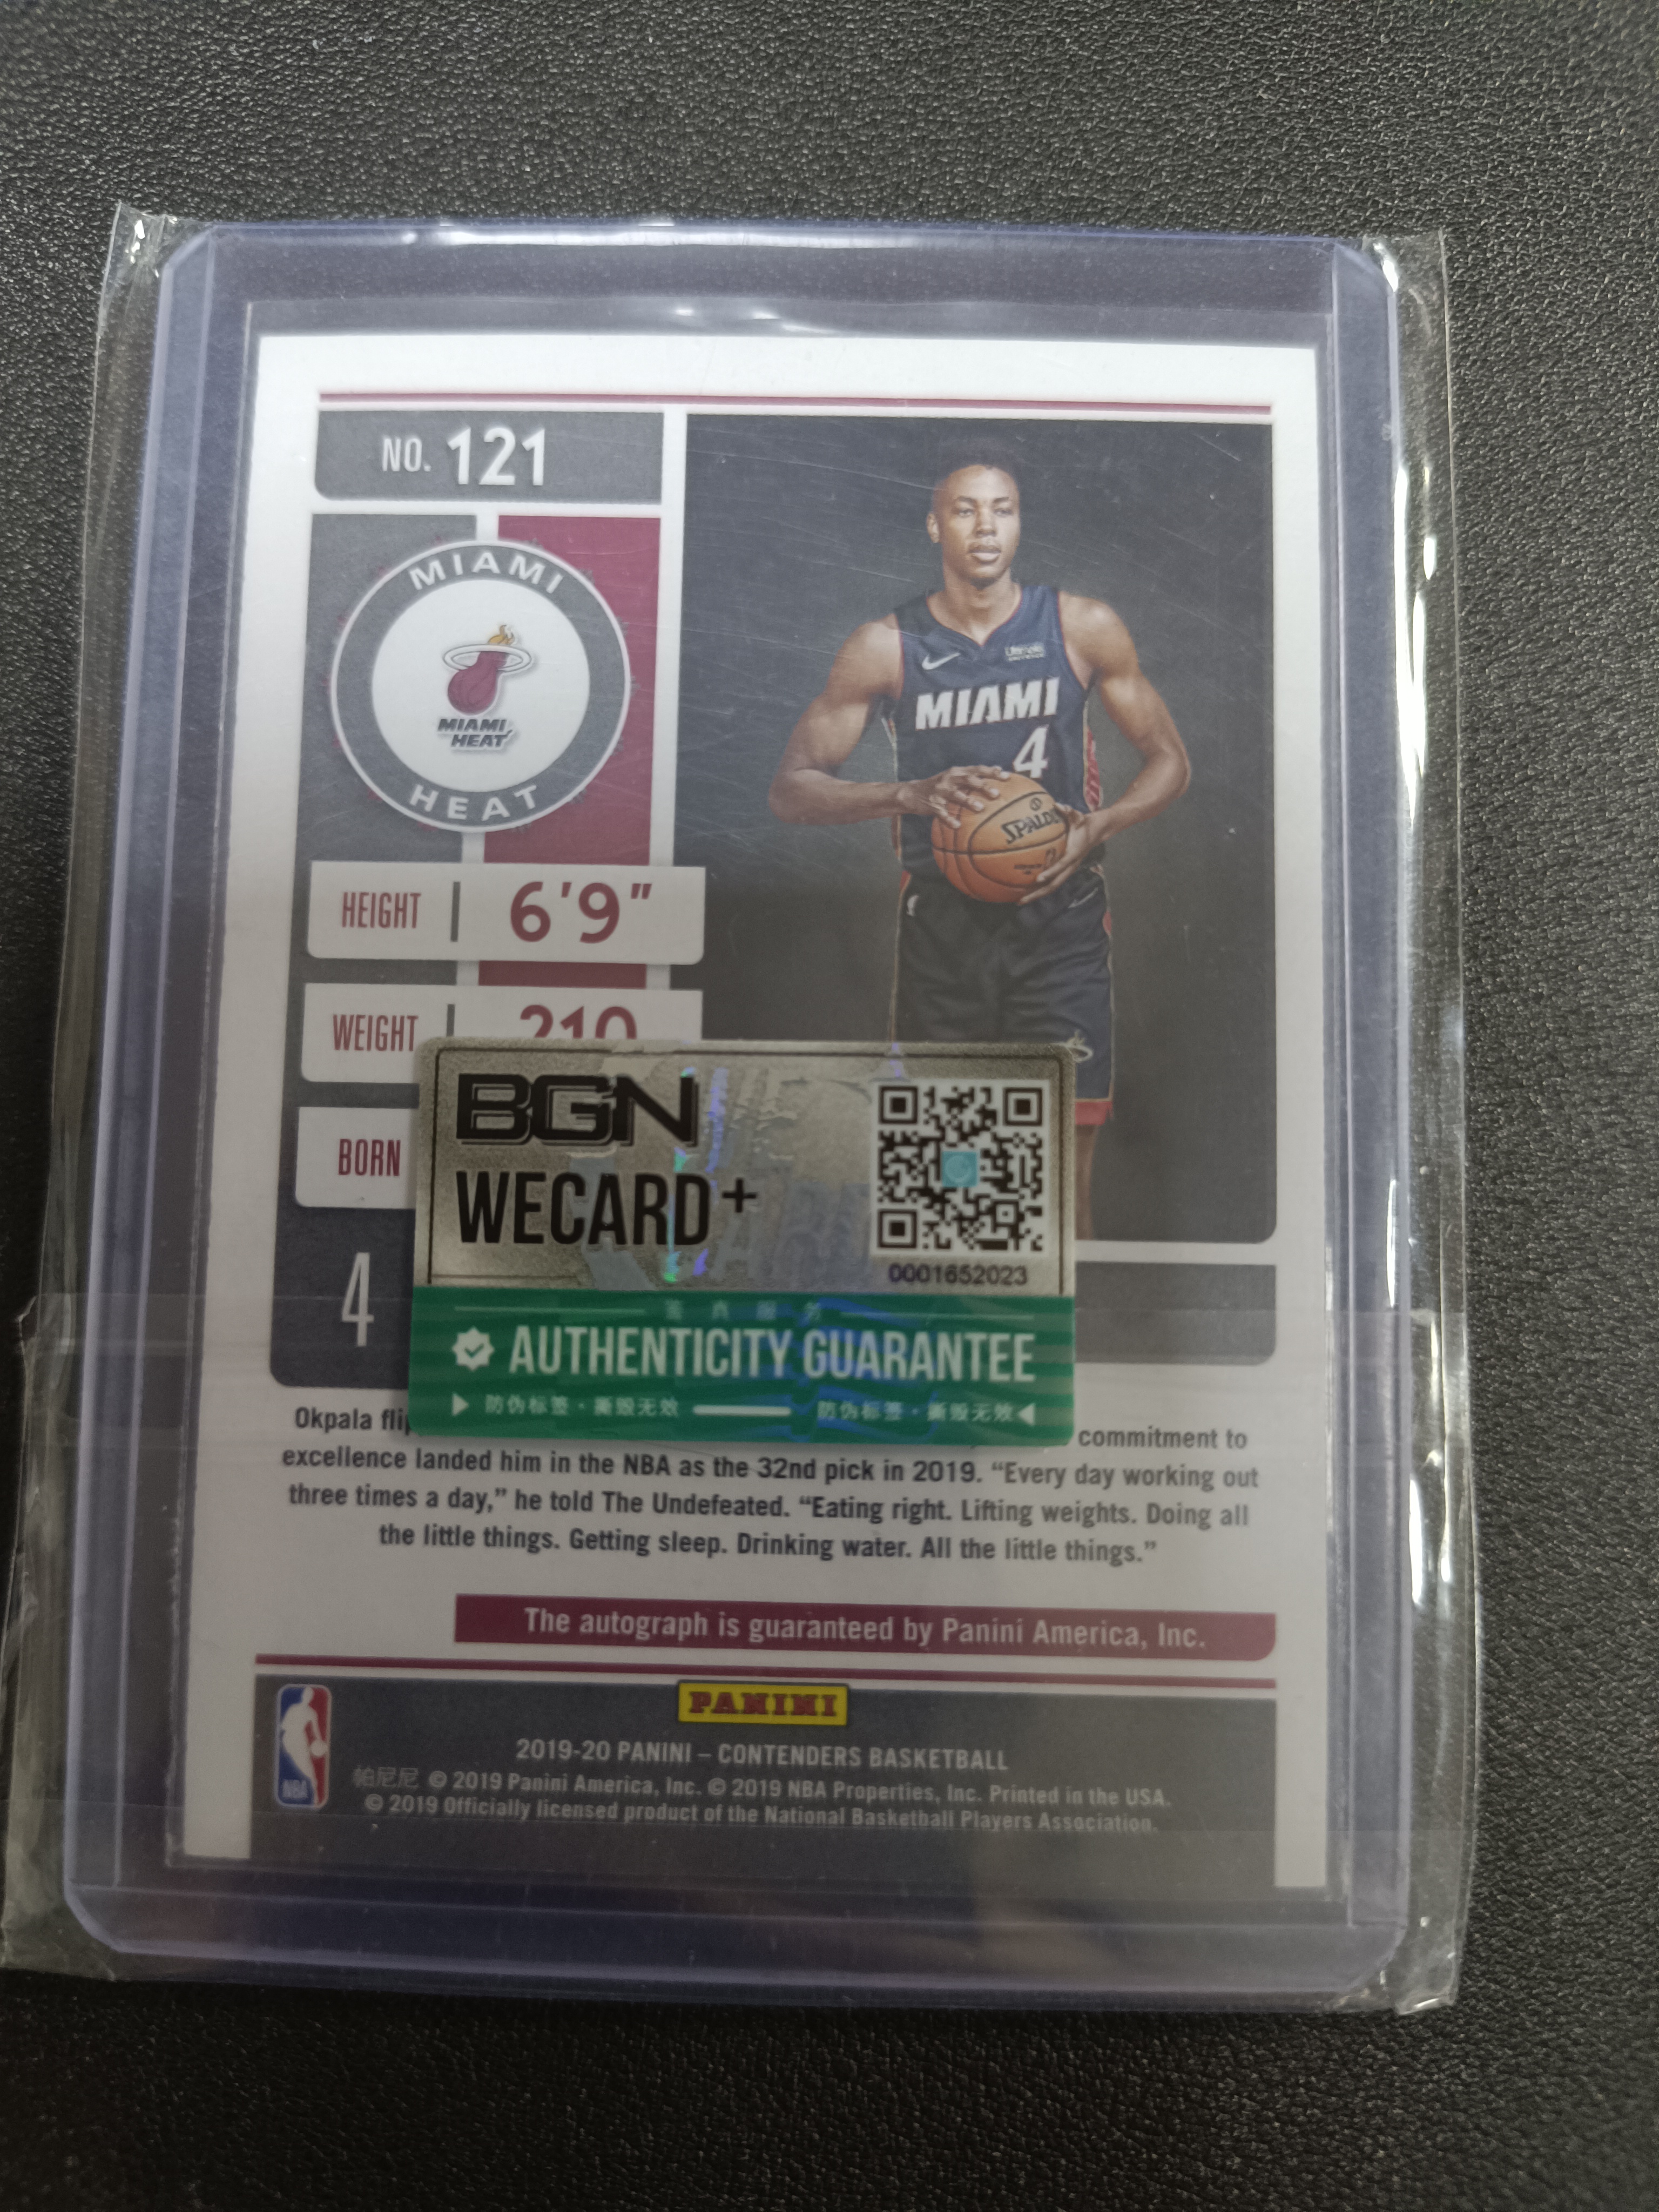 NO. 121
MIAMI
MIAMI
HEAT
HEAT
MIAMI
4
SPALDING
HEIGHT | 6'9"
WEIGHT | 210
BORN
BGN
WECARD+
0001652023
4
鉴真服务
AUTHENTICITY GUARANTEE
防伪标签·撕毁无效 防伪标签·撕毁无效
Okpala commitment to
excellence landed him in the NBA as the 32nd pick in 2019. “Every day working out
three times a day,” he told The Undefeated. “Eating right. Lifting weights. Doing all
the little things. Getting sleep. Drinking water. All the little things.”
The autograph is guaranteed by Panini America, Inc.
PANINI
NBA
2019-20 PANINI – CONTENDERS BASKETBALL
帕尼尼 © 2019 Panini America, Inc. © 2019 NBA Properties, Inc. Printed in the USA.
© 2019 Officially licensed product of the National Basketball Players Association.